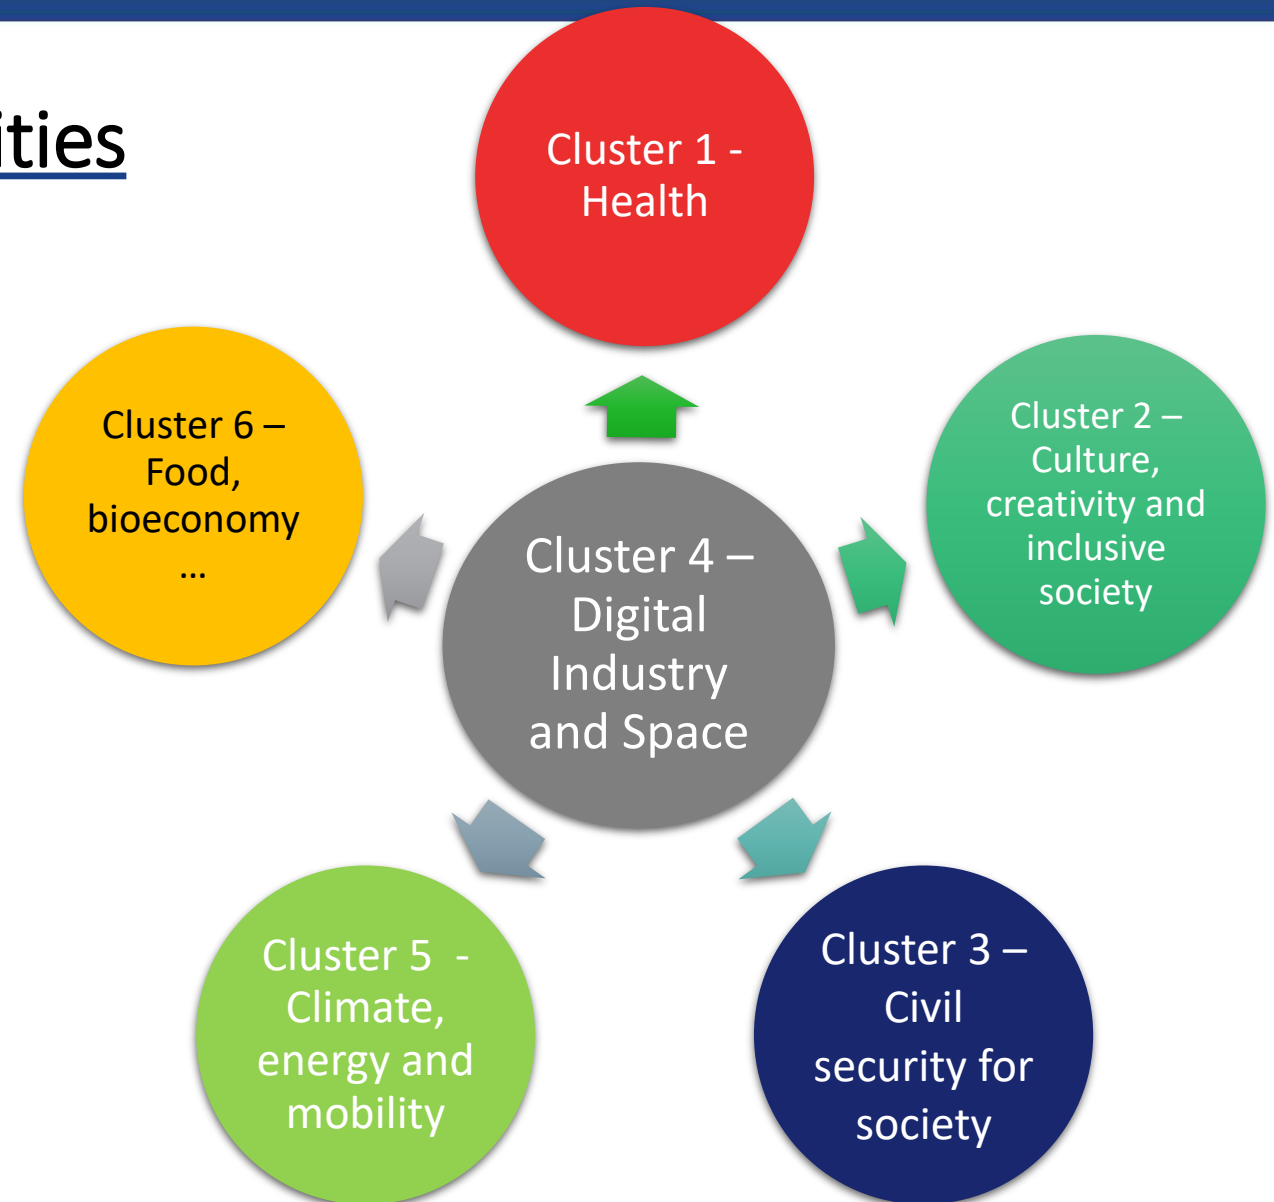 ities
Cluster 1 -
Health
Cluster 6 –
Food,
bioeconomy
...
Cluster 2 –
Culture,
creativity and
inclusive
society
Cluster 4 –
Digital
Industry
and Space
Cluster 5  -
Climate,
energy and
mobility
Cluster 3 –
Civil
security for
society